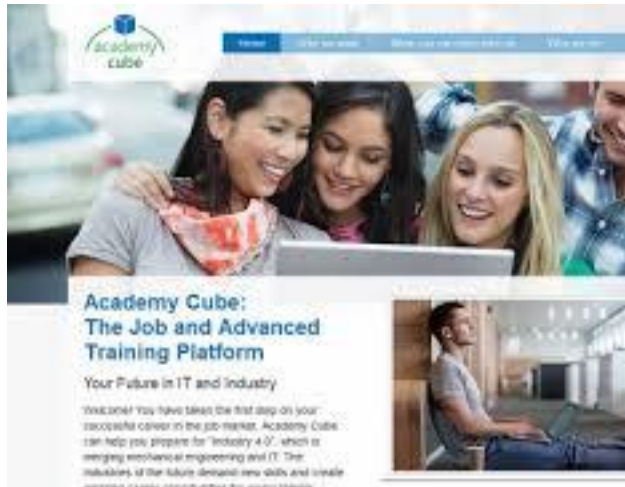 academy
cube
Home Who we are
Academy Cube:
The Job and Advanced
Training Platform
Your Future in IT and Industry
Welcome! You have taken the first step on your
successful career in the job market. Academy Cube
can help you prepare for "Industry 4.0", which is
merging mechanical engineering and IT. The
industries of the future demand new skills and create